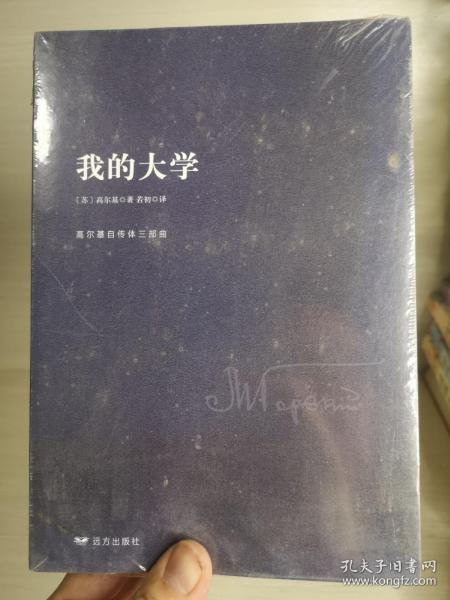 我的大学
〔苏〕高尔基◎著 若初◎译
高尔基自传体三部曲
М Горький
远方出版社
孔夫子旧书网
www.kongfz.com